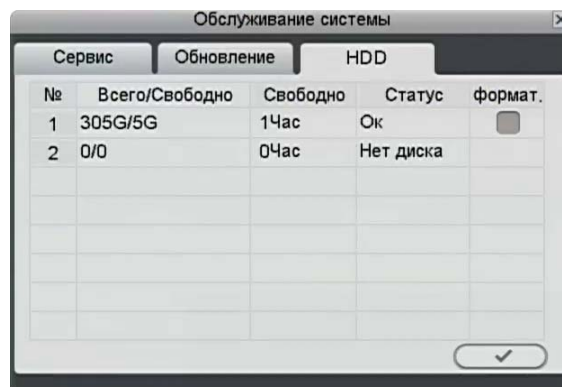 Обслуживание системы
Сервис Обновление HDD
№ Всего/Свободно Свободно Статус формат.
1 305G/5G 1Час Ок
2 0/0 0Час Нет диска